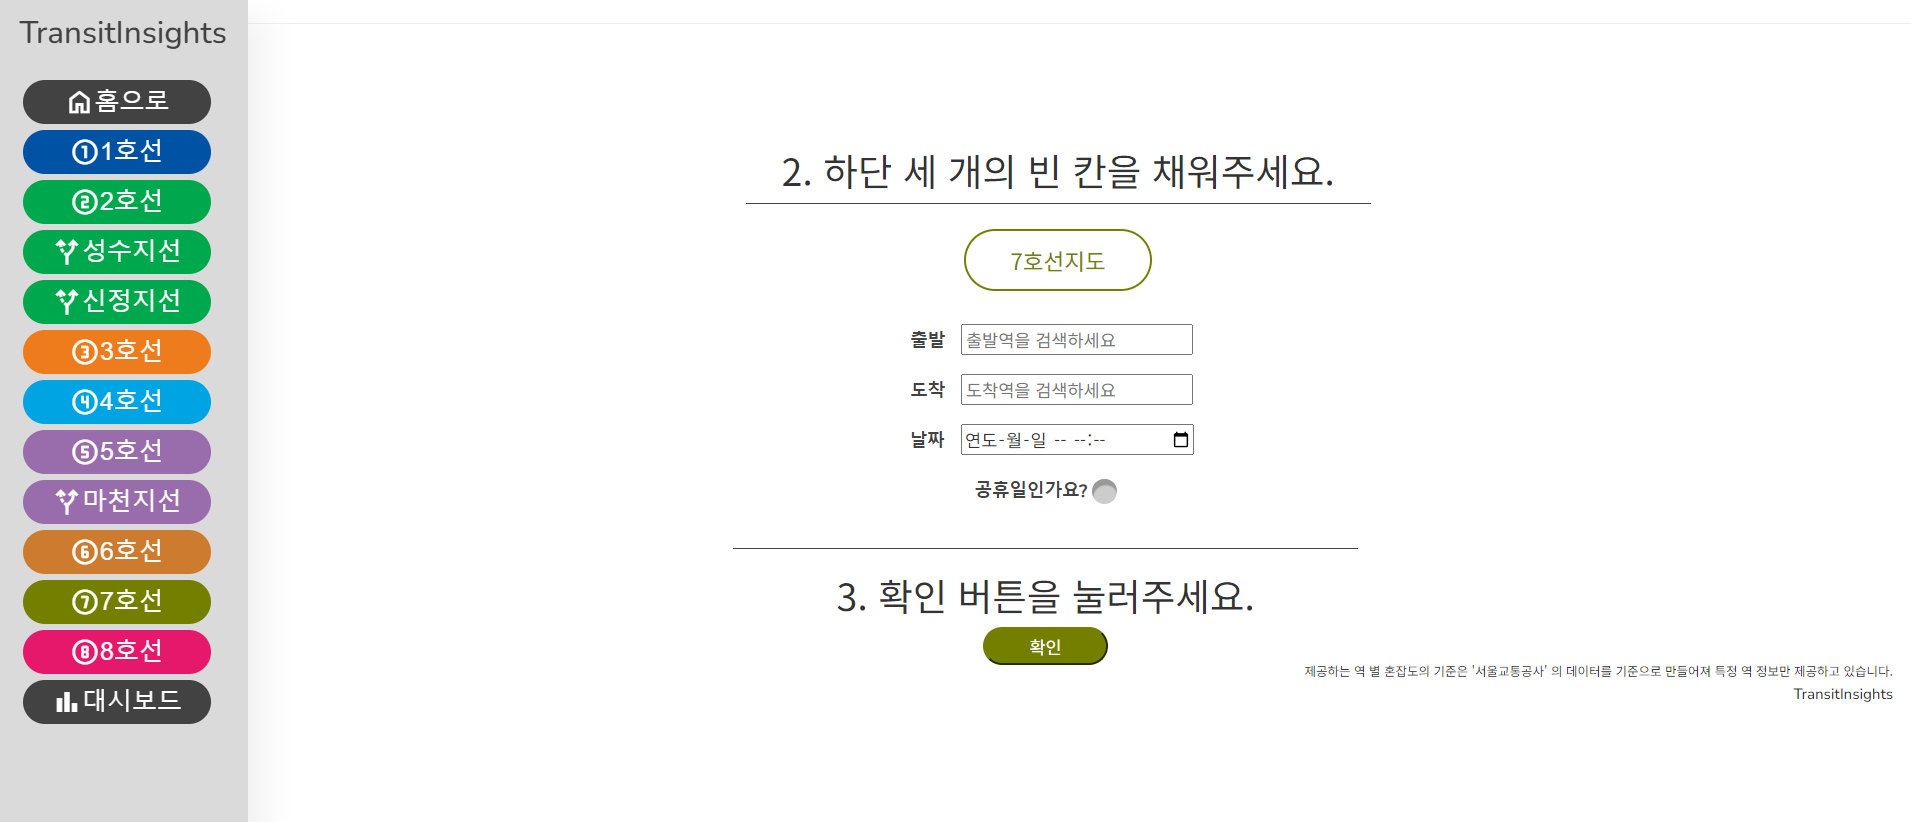 TransitInsights
홈으로
1호선
2호선
성수지선
신정지선
3호선
4호선
5호선
마천지선
6호선
7호선
8호선
대시보드
2. 하단 세 개의 빈 칸을 채워주세요.
7호선지도
출발 출발역을 검색하세요
도착 도착역을 검색하세요
날짜 연도-월-일 -- --:--
공휴일인가요?
3. 확인 버튼을 눌러주세요.
확인
제공하는 역 별 혼잡도의 기준은 '서울교통공사' 의 데이터를 기준으로 만들어져 특정 역 정보만 제공하고 있습니다.
TransitInsights